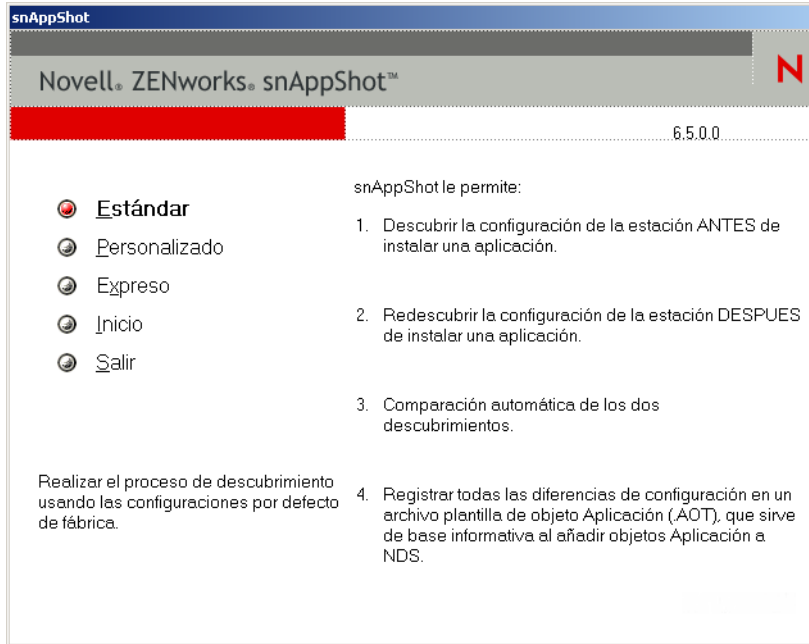 snAppShot
Novell® ZENworks® snAppShot™
N
6.5.0.0
Estándar
Personalizado
Expreso
Inicio
Salir
Realizar el proceso de descubrimiento
usando las configuraciones por defecto
de fábrica.
snAppShot le permite:
1. Descubrir la configuración de la estación ANTES de
instalar una aplicación.
2. Redescubrir la configuración de la estación DESPUES
de instalar una aplicación.
3. Comparación automática de los dos
descubrimientos.
4. Registrar todas las diferencias de configuración en un
archivo plantilla de objeto Aplicación (.AOT), que sirve
de base informativa al añadir objetos Aplicación a
NDS.